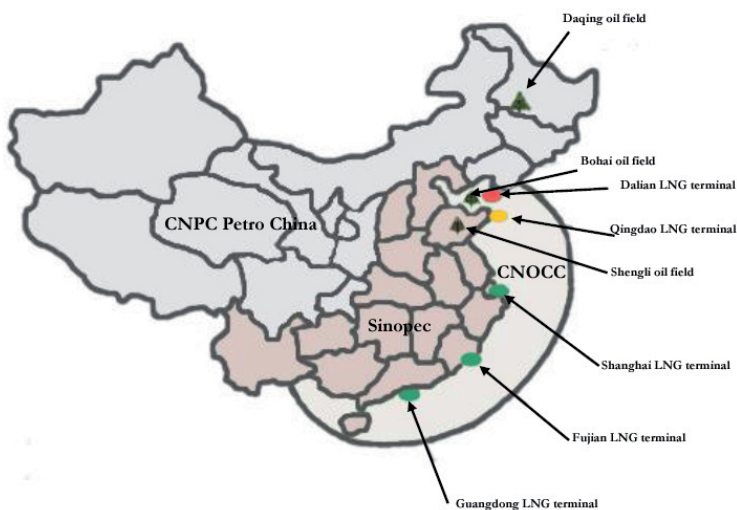 Daqing oil field
Bohai oil field
Dalian LNG terminal
CNPC Petro China
Qingdao LNG terminal
CNOCC
Shengli oil field
Sinopec
Shanghai LNG terminal
Fujian LNG terminal
Guangdong LNG terminal